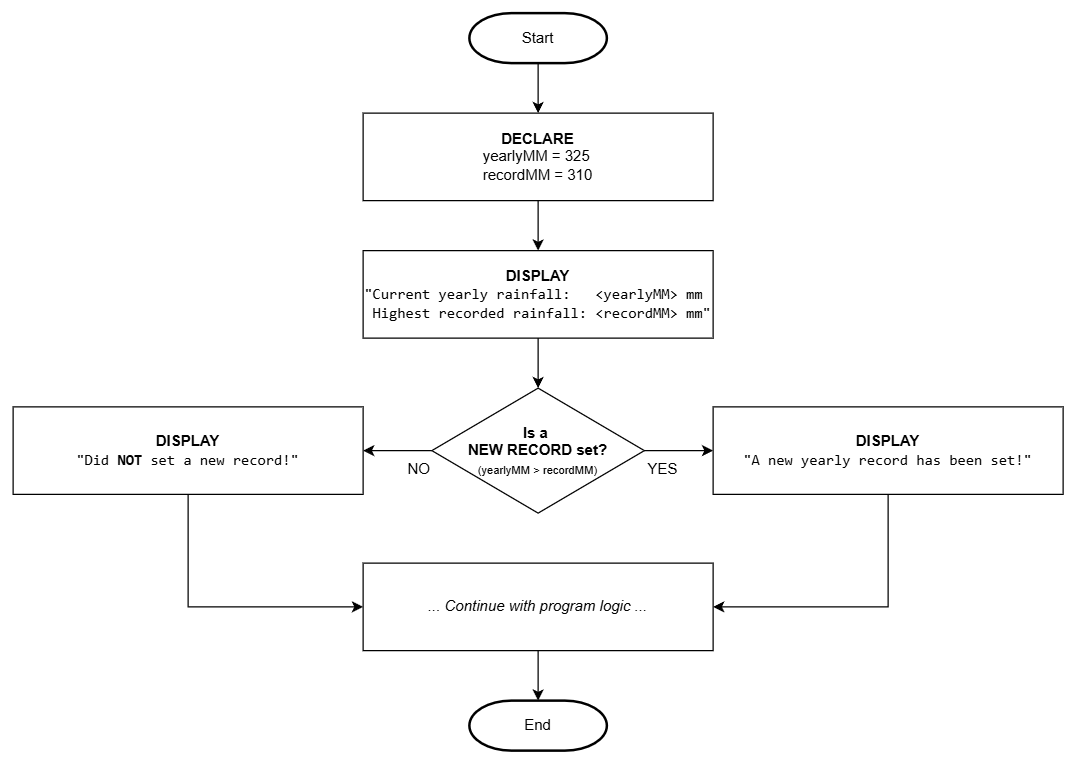 Start
DECLARE
yearlyMM = 325
recordMM = 310
DISPLAY
"Current yearly rainfall:   <yearlyMM> mm
Highest recorded rainfall: <recordMM> mm"
Is a
NEW RECORD set?
(yearlyMM > recordMM)
NO
YES
DISPLAY
"Did NOT set a new record!"
DISPLAY
"A new yearly record has been set!"
... Continue with program logic ...
End